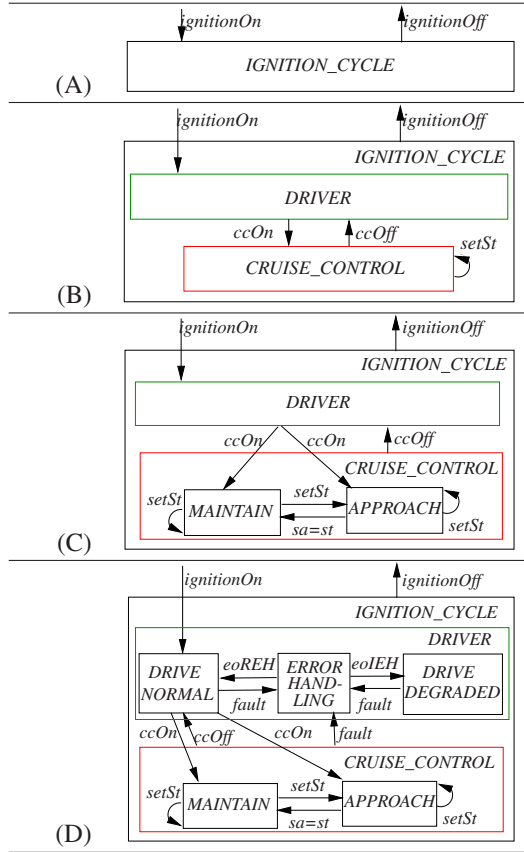 ignitionOn ignitionOff
IGNITION_CYCLE
(A)
ignitionOn ignitionOff
IGNITION_CYCLE
DRIVER
ccOn ccOff
setSt
CRUISE_CONTROL
(B)
ignitionOn ignitionOff
IGNITION_CYCLE
DRIVER
ccOn ccOn ccOff
CRUISE_CONTROL
setSt MAINTAIN setSt APPROACH
sa=st setSt
(C)
ignitionOn ignitionOff
IGNITION_CYCLE
DRIVER
DRIVE eoREH ERROR eoIEH DRIVE
NORMAL HAND- DEGRADED
fault LING fault
ccOn ccOff ccOn fault
CRUISE_CONTROL
setSt MAINTAIN setSt APPROACH
sa=st setSt
(D)